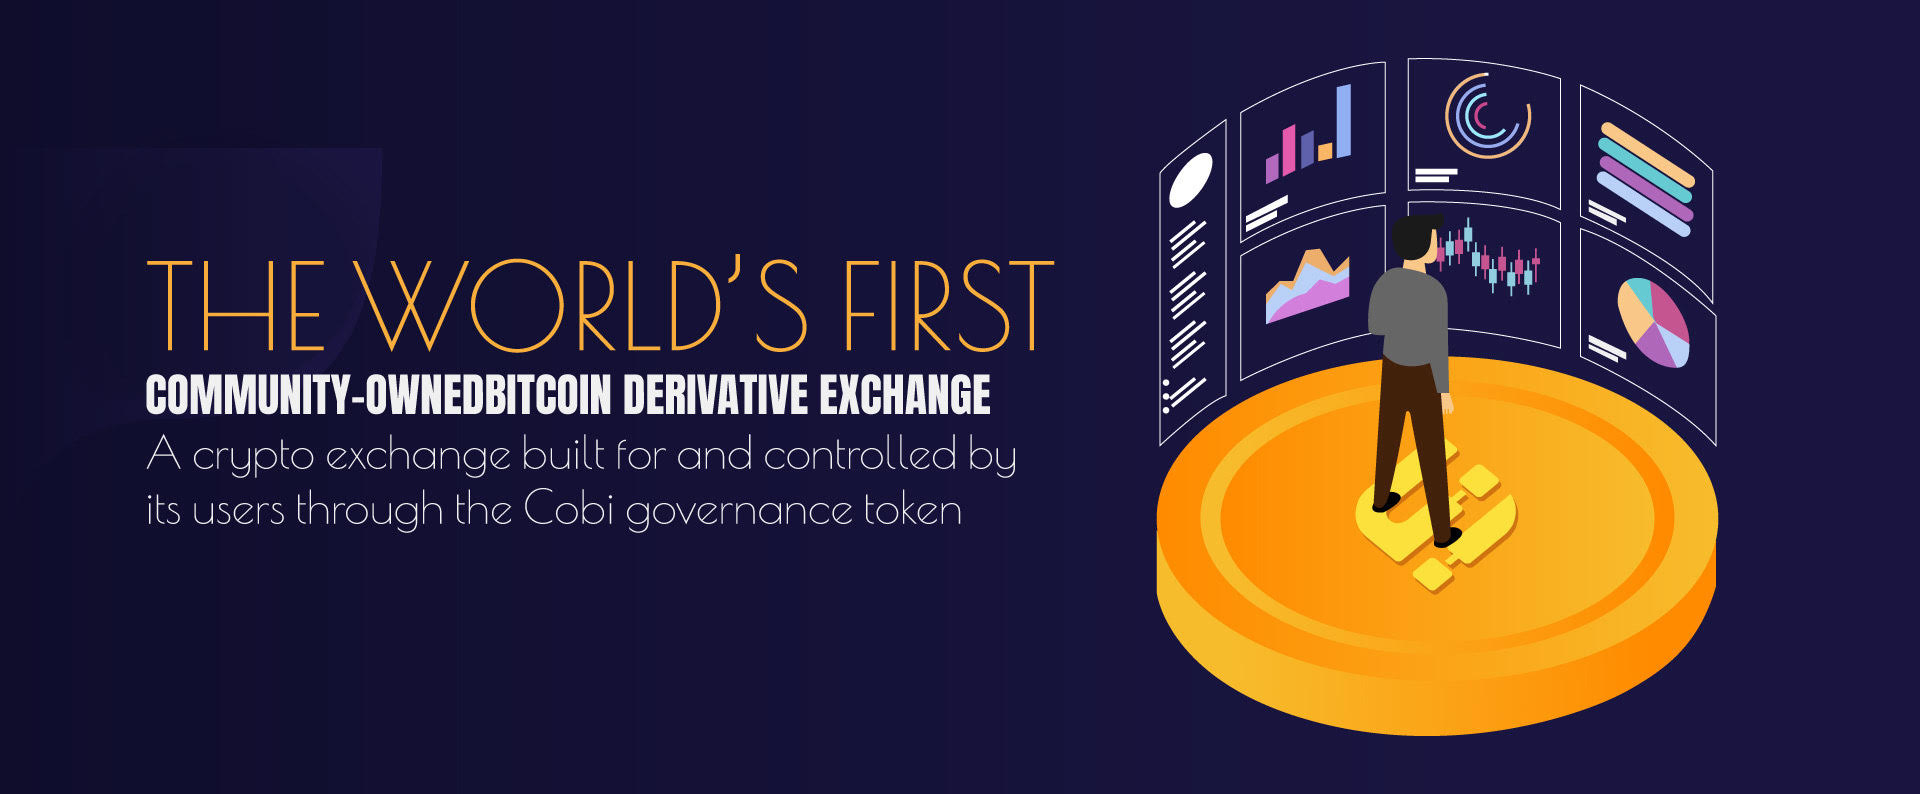 THE WORLD'S FIRST
COMMUNITY-OWNEDBITCOIN DERIVATIVE EXCHANGE
A crypto exchange built for and controlled by
its users through the Cobi governance token